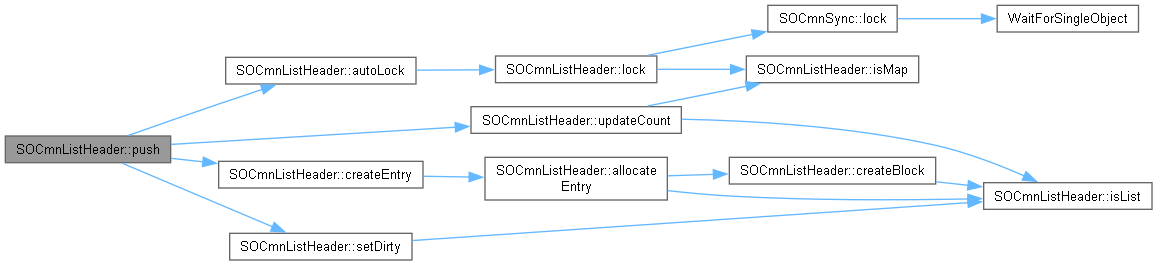 SOCmnSync::lock
WaitForSingleObject
SOCmnListHeader::autoLock
SOCmnListHeader::lock
SOCmnListHeader::isMap
SOCmnListHeader::updateCount
SOCmnListHeader::push
SOCmnListHeader::createEntry
SOCmnListHeader::allocate
Entry
SOCmnListHeader::createBlock
SOCmnListHeader::isList
SOCmnListHeader::setDirty